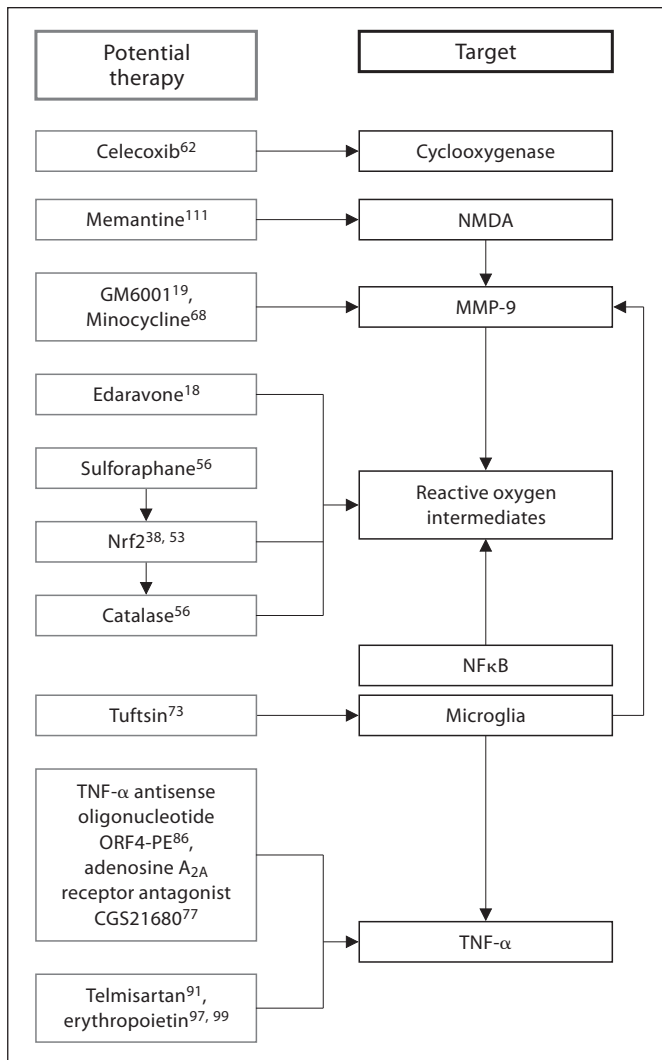 Potential
therapy
Target
Celecoxib62
Cyclooxygenase
Memantine111
NMDA
GM600119,
Minocycline68
MMP-9
Edaravone18
Sulforaphane56
Reactive oxygen
intermediates
Nrf238, 53
Catalase56
NFκB
Tuftsin73
Microglia
TNF-α antisense
oligonucleotide
ORF4-PE86,
adenosine A2A
receptor antagonist
CGS2168077
TNF-α
Telmisartan91,
erythropoietin97, 99